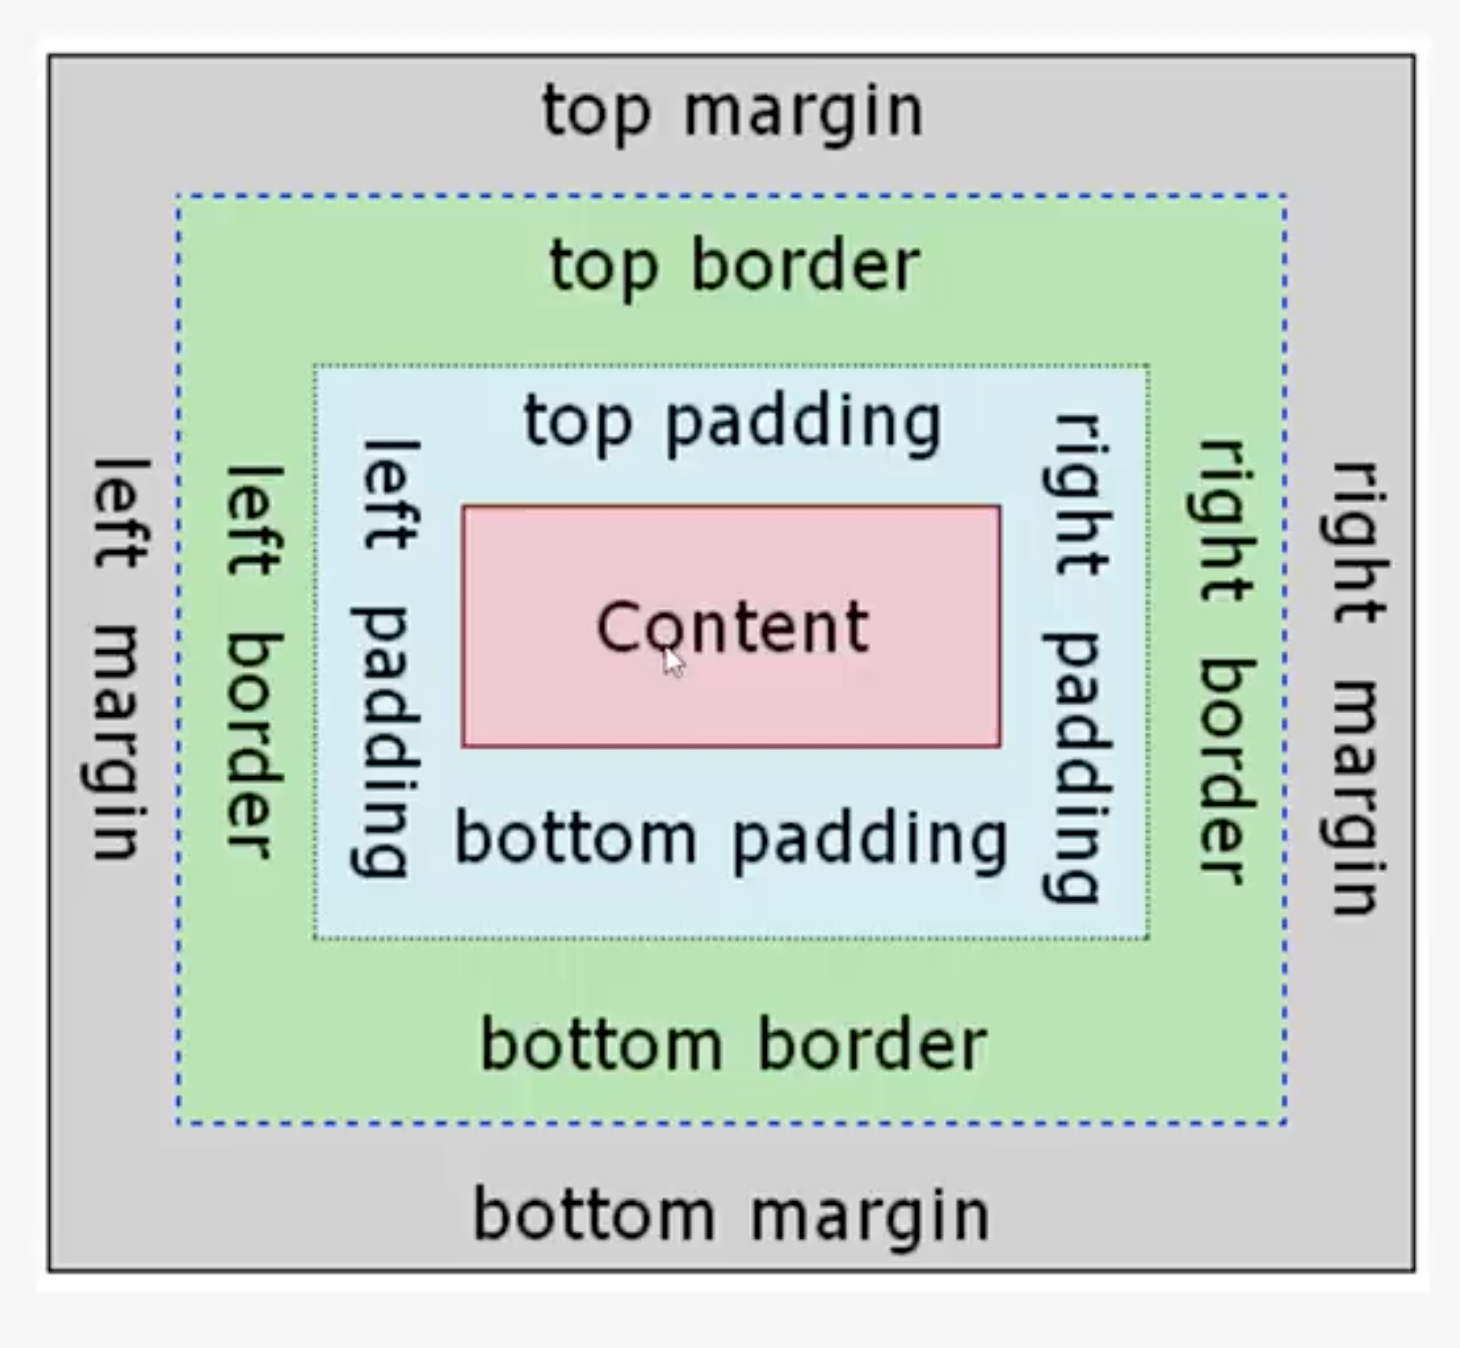 top margin
top border
top padding
left margin
left border
left padding
Content
right padding
right border
right margin
bottom padding
bottom border
bottom margin